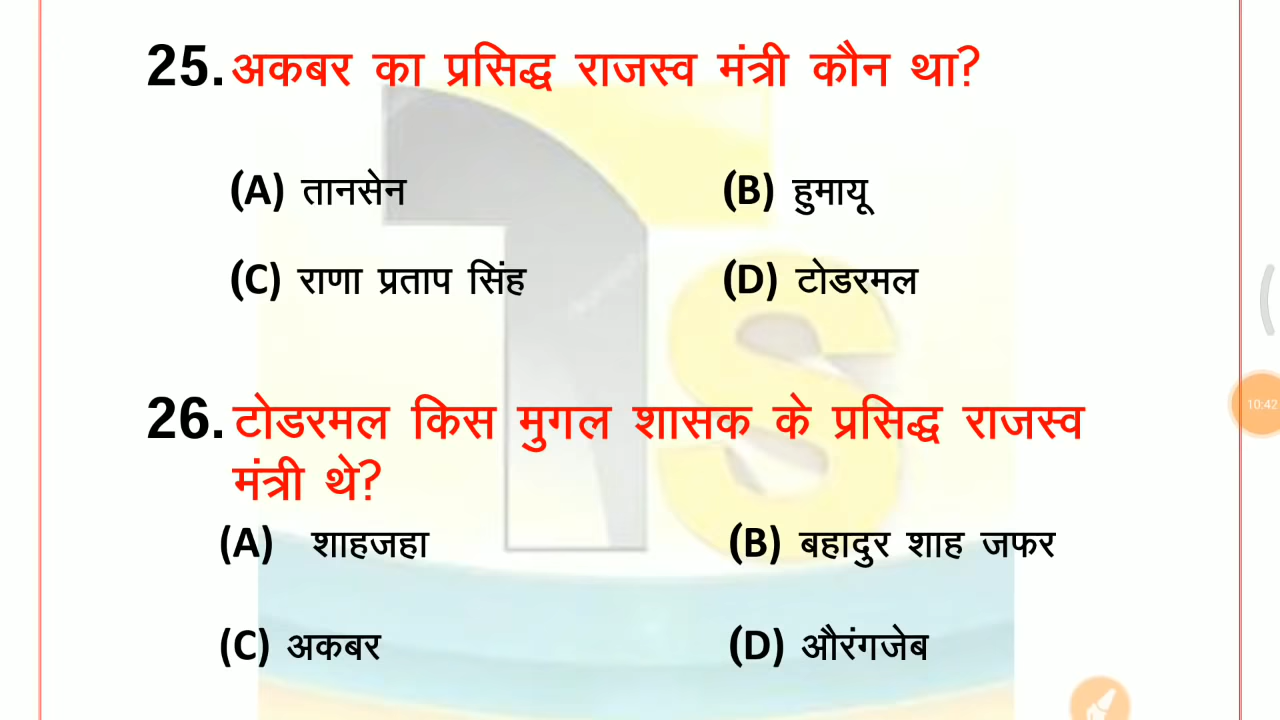 25. अकबर का प्रसिद्ध राजस्व मंत्री कौन था?
(A) तानसेन (B) हुमायू
(C) राणा प्रताप सिंह (D) टोडरमल
26. टोडरमल किस मुगल शासक के प्रसिद्ध राजस्व
मंत्री थे?
(A) शाहजहा (B) बहादुर शाह जफर
(C) अकबर (D) औरंगजेब
10:42
Ts